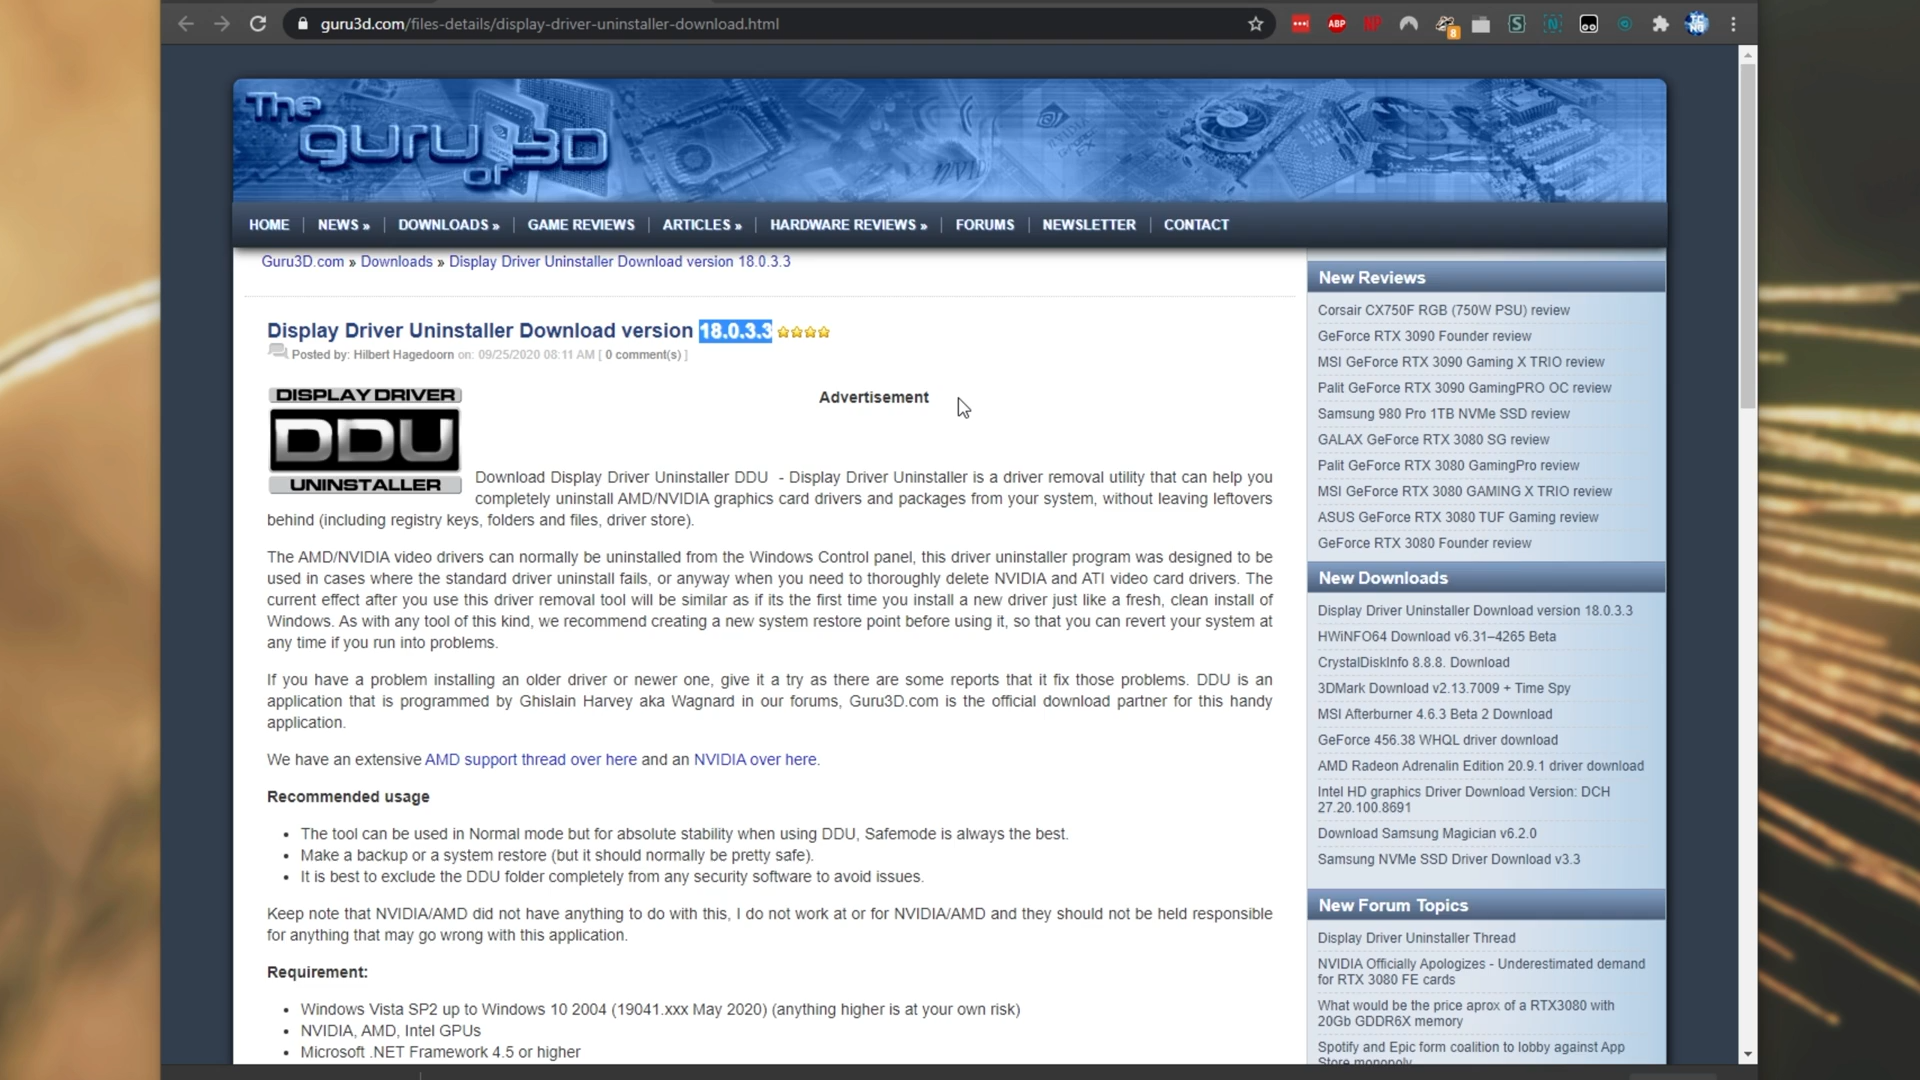 guru3d.com/files-details/display-driver-uninstaller-download.html
ABP
8
The
guru
of
3D
HOME
NEWS »
DOWNLOADS »
GAME REVIEWS
ARTICLES »
HARDWARE REVIEWS »
FORUMS
NEWSLETTER
CONTACT
Guru3D.com » Downloads » Display Driver Uninstaller Download version 18.0.3.3
Display Driver Uninstaller Download version 18.0.3.3
Posted by: Hilbert Hagedoorn on: 09/25/2020 08:11 AM [ 0 comment(s) ]
DISPLAY DRIVER
DDU
UNINSTALLER
Advertisement
Download Display Driver Uninstaller DDU - Display Driver Uninstaller is a driver removal utility that can help you
completely uninstall AMD/NVIDIA graphics card drivers and packages from your system, without leaving leftovers
behind (including registry keys, folders and files, driver store).
The AMD/NVIDIA video drivers can normally be uninstalled from the Windows Control panel, this driver uninstaller program was designed to be
used in cases where the standard driver uninstall fails, or anyway when you need to thoroughly delete NVIDIA and ATI video card drivers. The
current effect after you use this driver removal tool will be similar as if its the first time you install a new driver just like a fresh, clean install of
Windows. As with any tool of this kind, we recommend creating a new system restore point before using it, so that you can revert your system at
any time if you run into problems.
If you have a problem installing an older driver or newer one, give it a try as there are some reports that it fix those problems. DDU is an
application that is programmed by Ghislain Harvey aka Wagnard in our forums, Guru3D.com is the official download partner for this handy
application.
We have an extensive AMD support thread over here and an NVIDIA over here.
Recommended usage
• The tool can be used in Normal mode but for absolute stability when using DDU, Safemode is always the best.
• Make a backup or a system restore (but it should normally be pretty safe).
• It is best to exclude the DDU folder completely from any security software to avoid issues.
Keep note that NVIDIA/AMD did not have anything to do with this, I do not work at or for NVIDIA/AMD and they should not be held responsible
for anything that may go wrong with this application.
Requirement:
• Windows Vista SP2 up to Windows 10 2004 (19041.xxx May 2020) (anything higher is at your own risk)
• NVIDIA, AMD, Intel GPUs
• Microsoft .NET Framework 4.5 or higher
New Reviews
Corsair CX750F RGB (750W PSU) review
GeForce RTX 3090 Founder review
MSI GeForce RTX 3090 Gaming X TRIO review
Palit GeForce RTX 3090 GamingPRO OC review
Samsung 980 Pro 1TB NVMe SSD review
GALAX GeForce RTX 3080 SG review
Palit GeForce RTX 3080 GamingPro review
MSI GeForce RTX 3080 GAMING X TRIO review
ASUS GeForce RTX 3080 TUF Gaming review
GeForce RTX 3080 Founder review
New Downloads
Display Driver Uninstaller Download version 18.0.3.3
HWiNFO64 Download v6.31–4265 Beta
CrystalDiskInfo 8.8.8. Download
3DMark Download v2.13.7009 + Time Spy
MSI Afterburner 4.6.3 Beta 2 Download
GeForce 456.38 WHQL driver download
AMD Radeon Adrenalin Edition 20.9.1 driver download
Intel HD graphics Driver Download Version: DCH
27.20.100.8691
Download Samsung Magician v6.2.0
Samsung NVMe SSD Driver Download v3.3
New Forum Topics
Display Driver Uninstaller Thread
NVIDIA Officially Apologizes - Underestimated demand
for RTX 3080 FE cards
What would be the price aprox of a RTX3080 with
20Gb GDDR6X memory
Spotify and Epic form coalition to lobby against App
Store monopoly